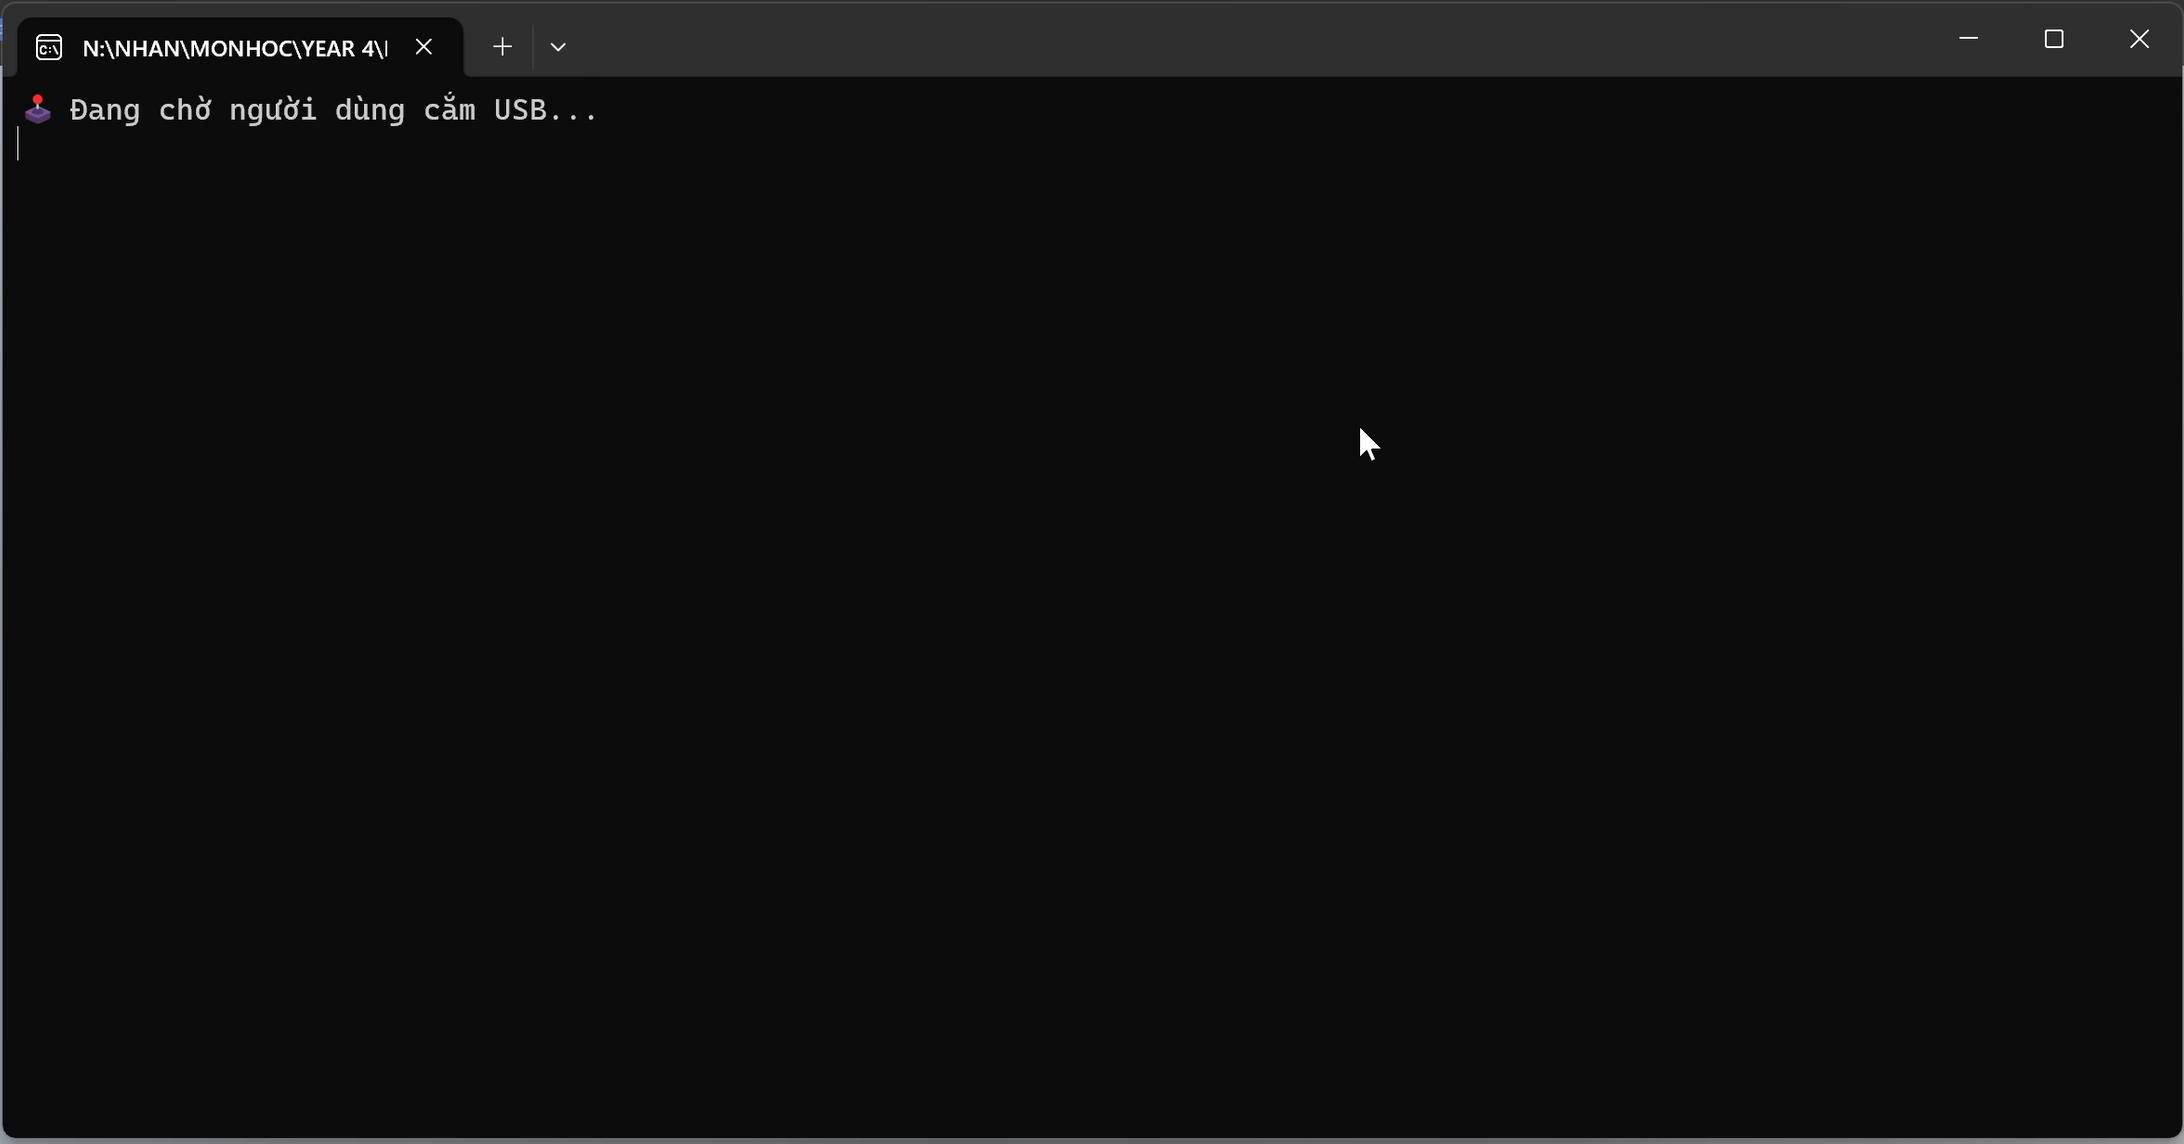 N:\NHAN\MONHOC\YEAR 4\
🕹️ Đang chờ người dùng cắm USB...